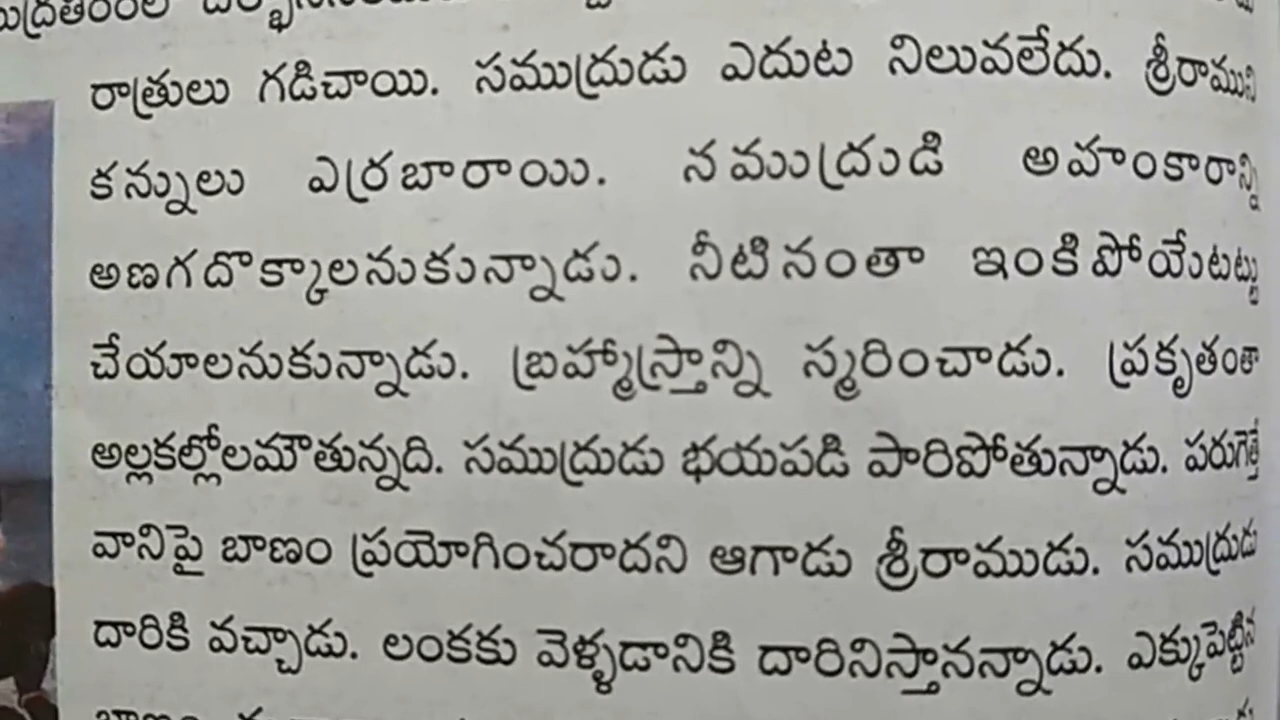 రాత్రులు గడిచాయి. సముద్రుడు ఎదుట నిలువలేదు. శ్రీరాముని
కన్నులు ఎర్రబారాయి. నముద్రుడి అహంకారాన్ని
అణగదొక్కాలనుకున్నాడు. నీటినంతా ఇంకిపోయేటట్టు
చేయాలనుకున్నాడు. బ్రహ్మాస్త్రాన్ని స్మరించాడు. ప్రకృతంతా
అల్లకల్లోలమౌతున్నది. సముద్రుడు భయపడి పారిపోతున్నాడు. పరుగెత్తే
వానిపై బాణం ప్రయోగించరాదని ఆగాడు శ్రీరాముడు. సముద్రుడు
దారికి వచ్చాడు. లంకకు వెళ్ళడానికి దారినిస్తానన్నాడు. ఎక్కుపెట్టిన